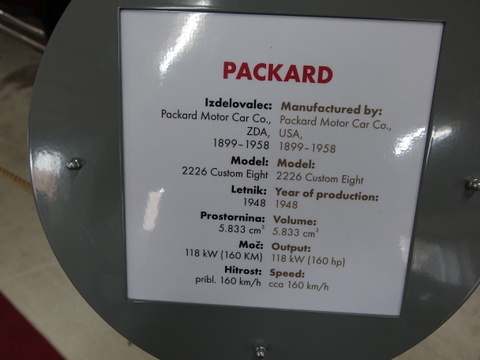 PACKARD
Izdelovalec:
Packard Motor Car Co.,
ZDA,
1899-1958
Model:
2226 Custom Eight
Letnik:
1948
Prostornina:
5.833 cm³
Moč:
118 kW (160 KM)
Hitrost:
pribl. 160 km/h
Manufactured by:
Packard Motor Car Co.,
USA,
1899-1958
Model:
2226 Custom Eight
Year of production:
1948
Volume:
5.833 cm³
Output:
118 kW (160 hp)
Speed:
cca 160 km/h